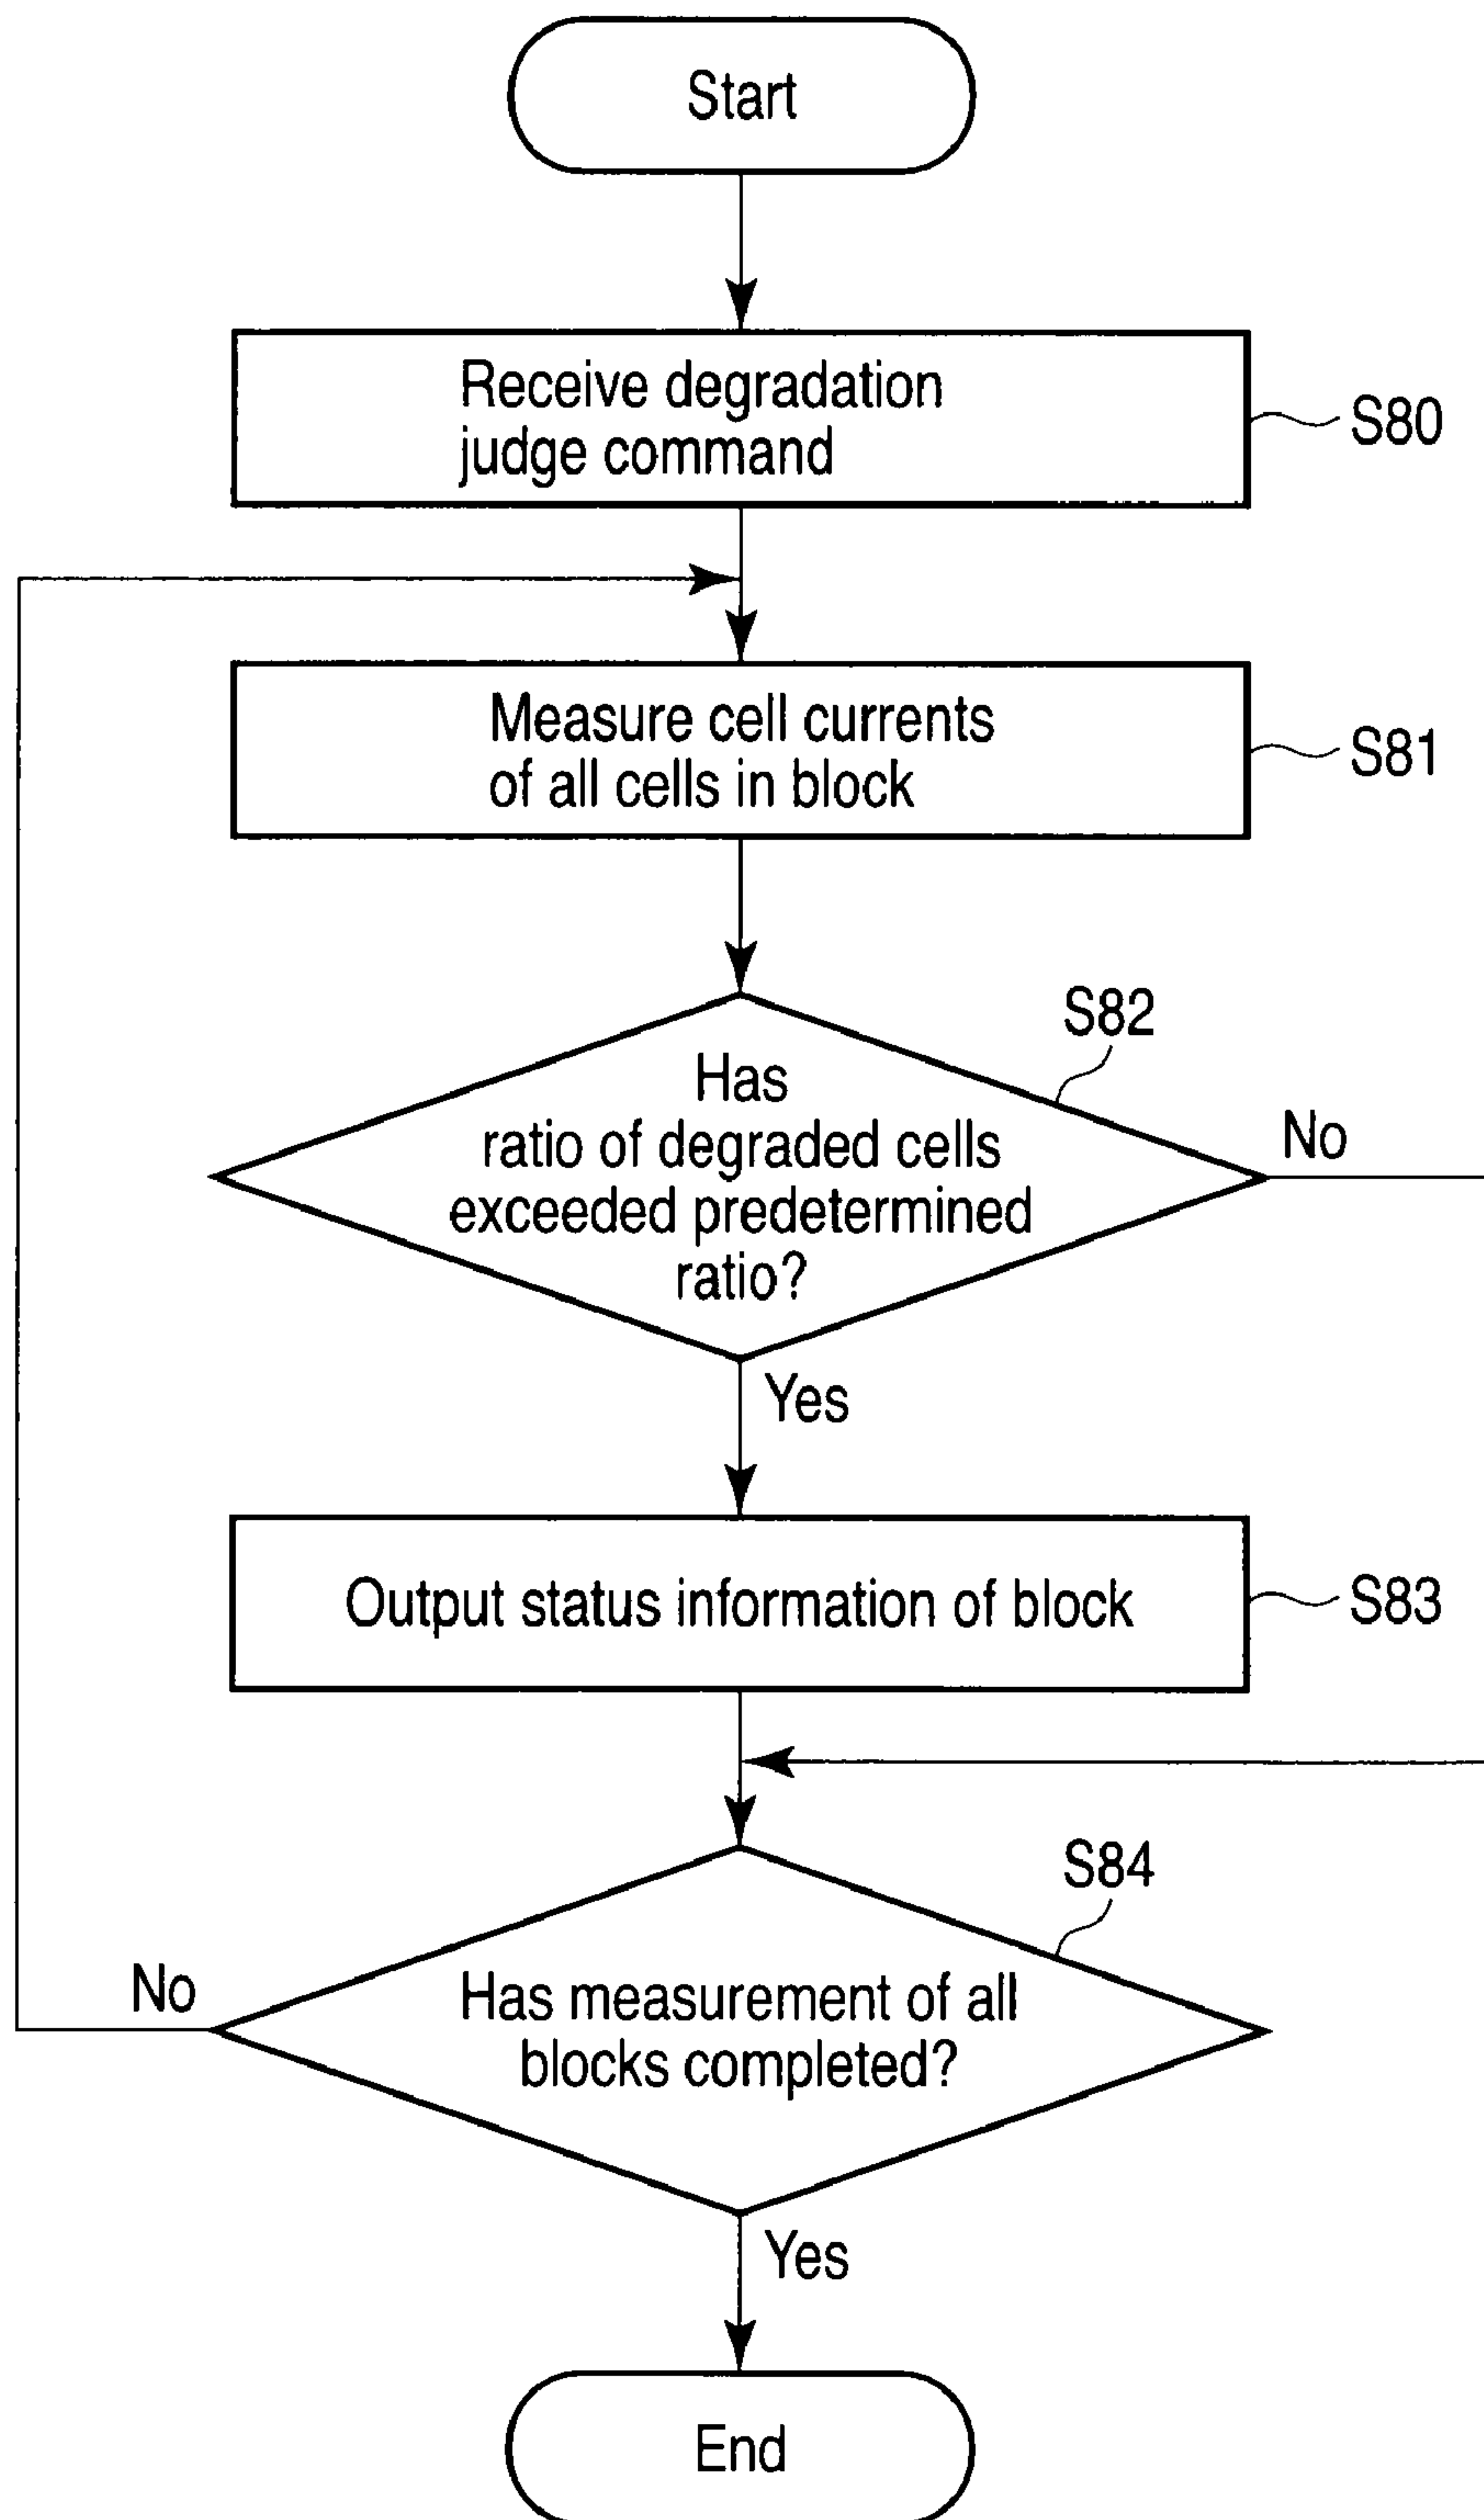 Start
Receive degradation
judge command
S80
Measure cell currents
of all cells in block
S81
S82
Has
ratio of degraded cells
exceeded predetermined
ratio?
No
Yes
Output status information of block
S83
S84
Has measurement of all
blocks completed?
No
Yes
End